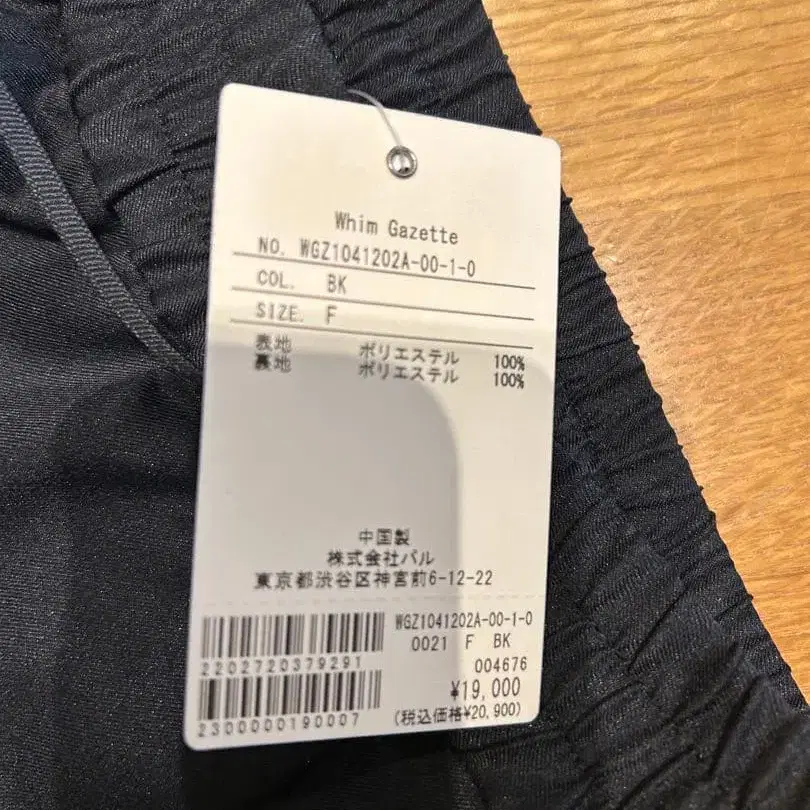 Whim Gazette
NO. WGZ1041202A-00-1-0
COL. BK
SIZE. F
表地 ポリエステル 100%
裏地 ポリエステル 100%
中国製
株式会社パル
東京都渋谷区神宮前6-12-22
WGZ1041202A-00-1-0
0021 F BK
2202720379291
004676
¥19,000
2300000190007
(税込価格¥20,900)